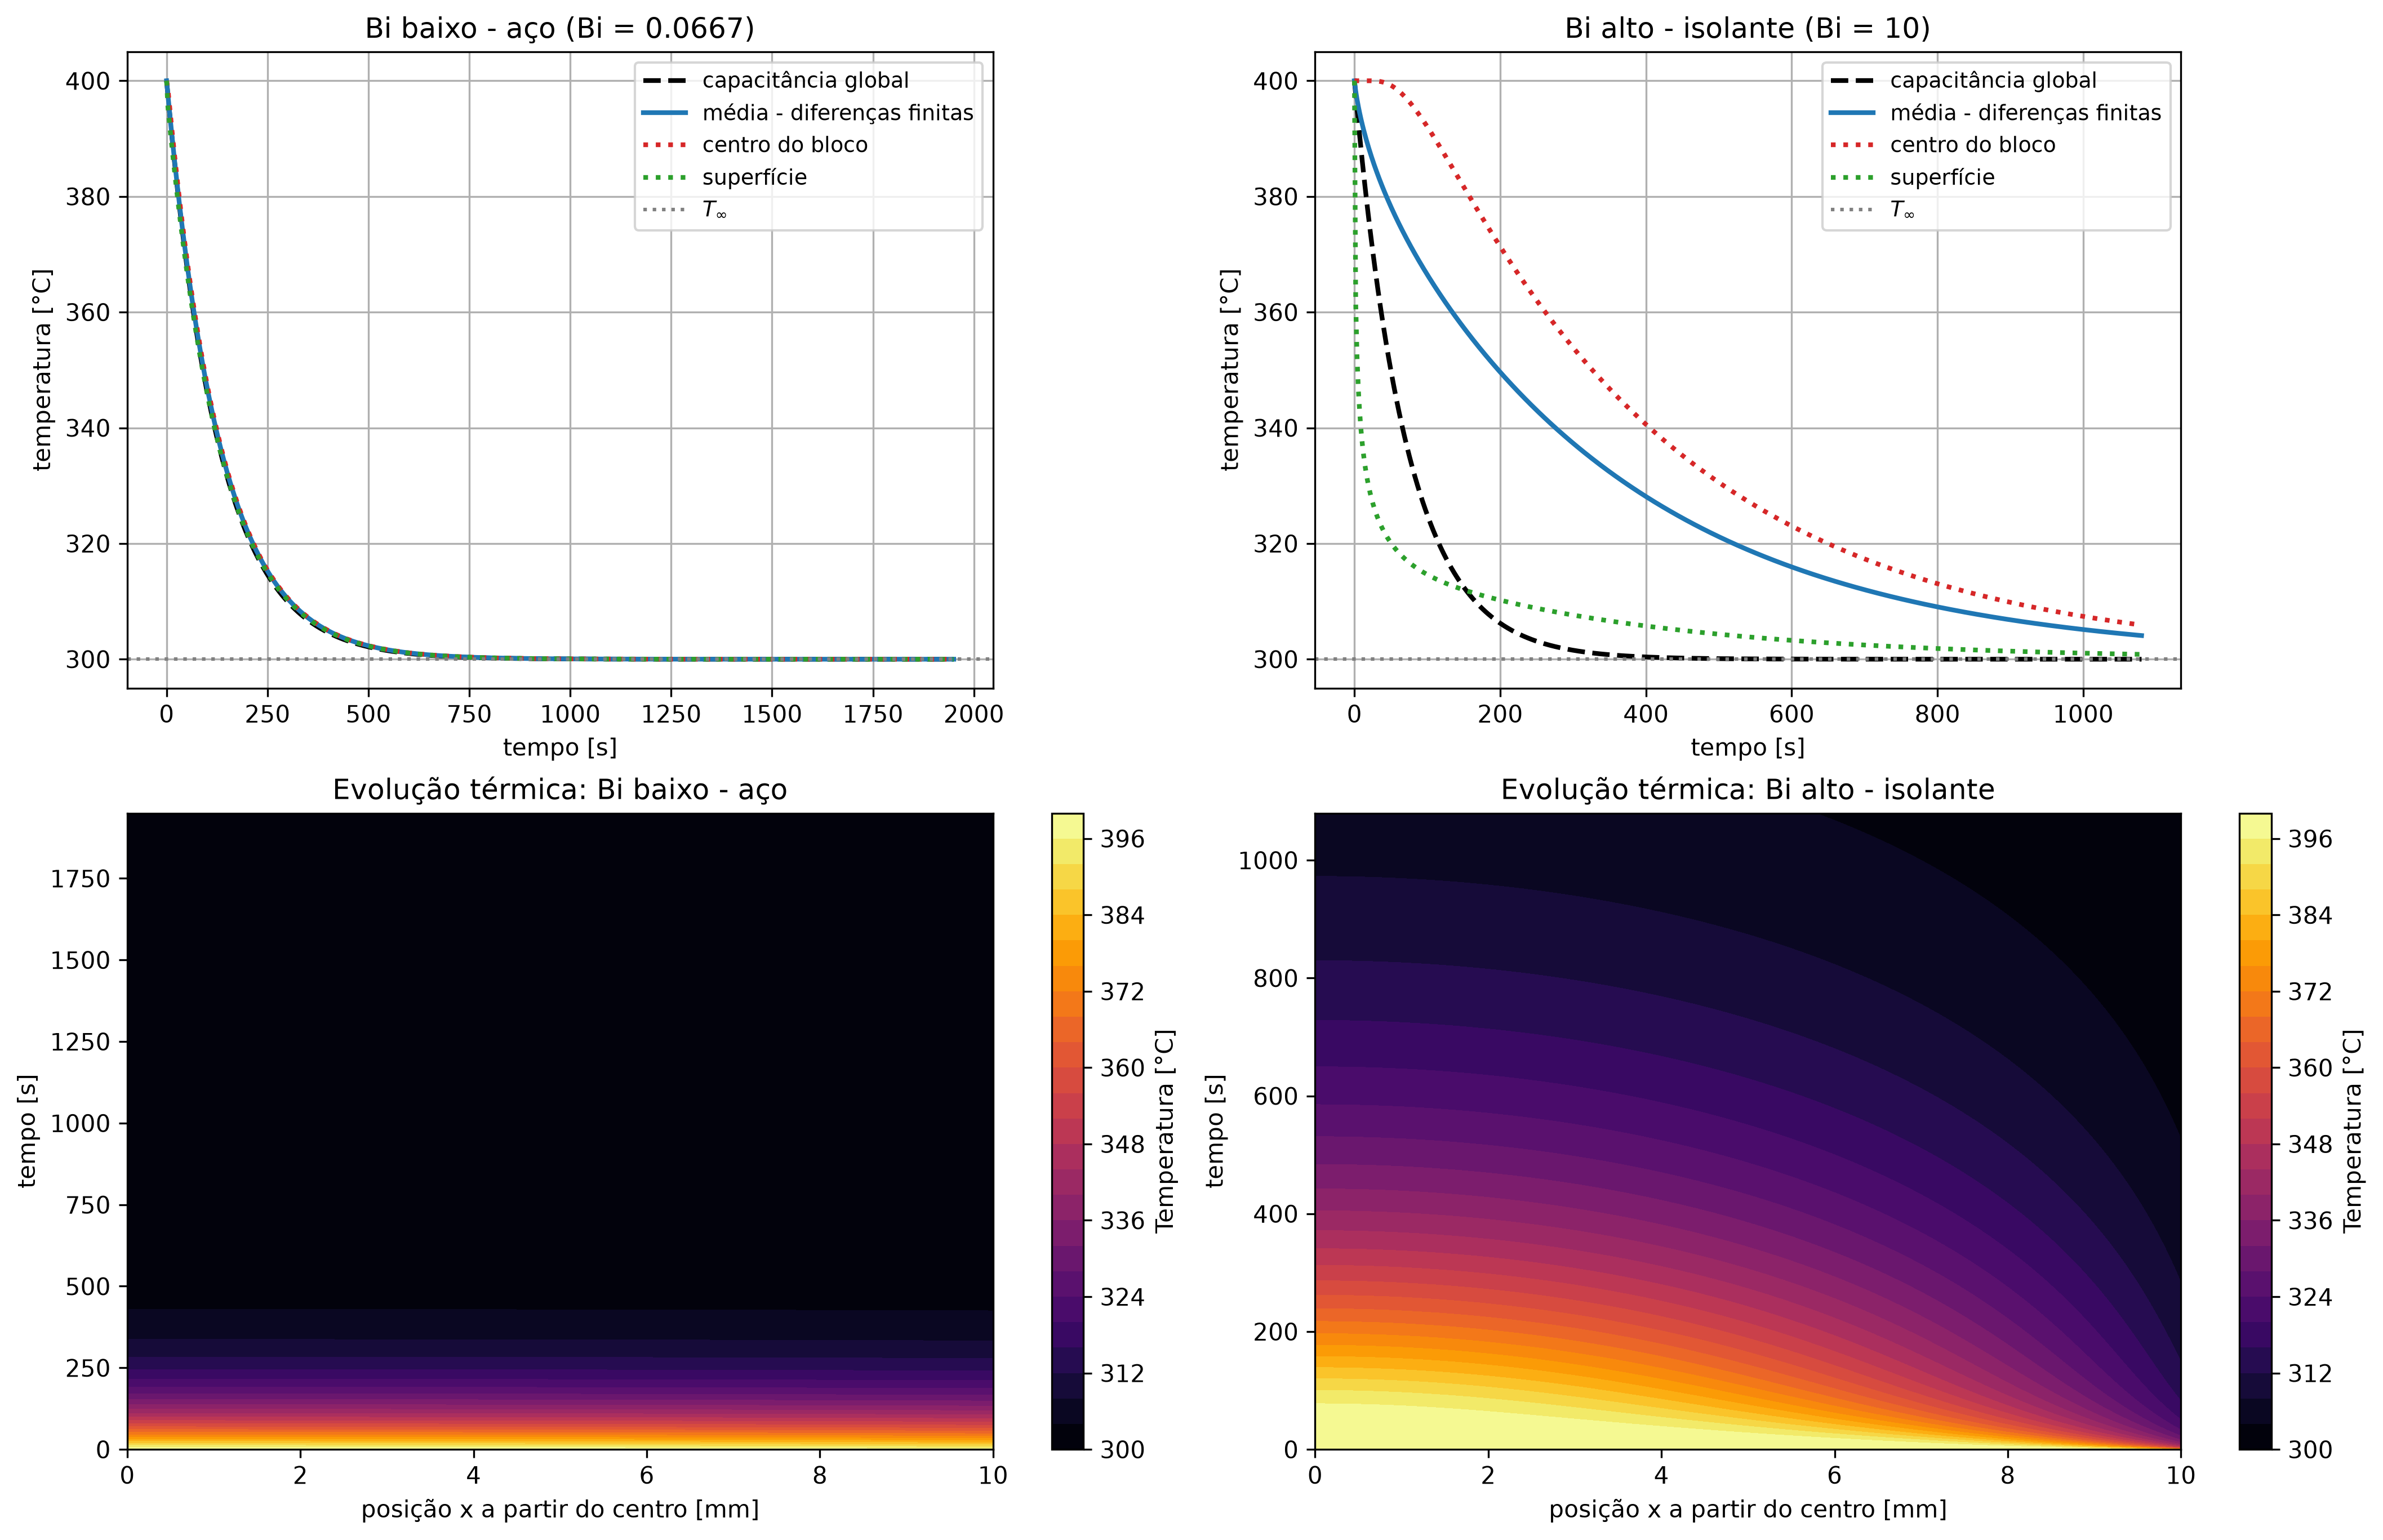 Bi baixo - aço (Bi = 0.0667)
temperatura [°C]
400
380
360
340
320
300
capacitância global
média - diferenças finitas
centro do bloco
superfície
T∞
0 250 500 750 1000 1250 1500 1750 2000
tempo [s]
Bi alto - isolante (Bi = 10)
temperatura [°C]
400
380
360
340
320
300
capacitância global
média - diferenças finitas
centro do bloco
superfície
T∞
0 200 400 600 800 1000
tempo [s]
Evolução térmica: Bi baixo - aço
tempo [s]
1750
1500
1250
1000
750
500
250
0
0 2 4 6 8 10
posição x a partir do centro [mm]
396
384
372
360
348
336
324
312
300
Temperatura [°C]
Evolução térmica: Bi alto - isolante
tempo [s]
1000
800
600
400
200
0
0 2 4 6 8 10
posição x a partir do centro [mm]
396
384
372
360
348
336
324
312
300
Temperatura [°C]